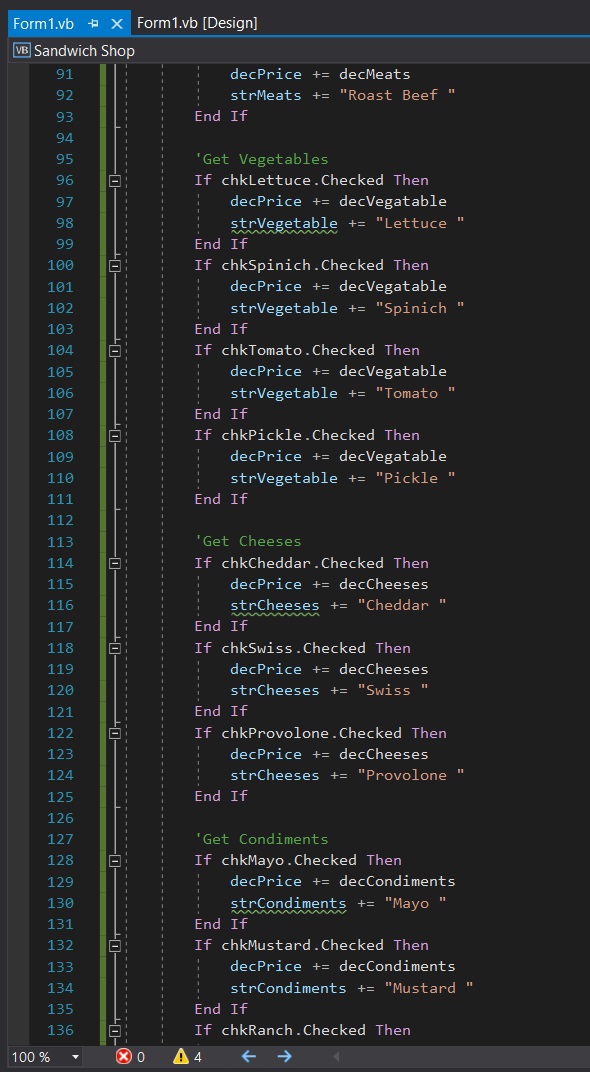 Form1.vb Form1.vb [Design]
VB Sandwich Shop
91 decPrice += decMeats
92 strMeats += "Roast Beef "
93 End If
94
95 'Get Vegetables
96 If chkLettuce.Checked Then
97 decPrice += decVegatable
98 strVegetable += "Lettuce "
99 End If
100 If chkSpinich.Checked Then
101 decPrice += decVegatable
102 strVegetable += "Spinich "
103 End If
104 If chkTomato.Checked Then
105 decPrice += decVegatable
106 strVegetable += "Tomato "
107 End If
108 If chkPickle.Checked Then
109 decPrice += decVegatable
110 strVegetable += "Pickle "
111 End If
112
113 'Get Cheeses
114 If chkCheddar.Checked Then
115 decPrice += decCheeses
116 strCheeses += "Cheddar "
117 End If
118 If chkSwiss.Checked Then
119 decPrice += decCheeses
120 strCheeses += "Swiss "
121 End If
122 If chkProvolone.Checked Then
123 decPrice += decCheeses
124 strCheeses += "Provolone "
125 End If
126
127 'Get Condiments
128 If chkMayo.Checked Then
129 decPrice += decCondiments
130 strCondiments += "Mayo "
131 End If
132 If chkMustard.Checked Then
133 decPrice += decCondiments
134 strCondiments += "Mustard "
135 End If
136 If chkRanch.Checked Then
100 % 0 4